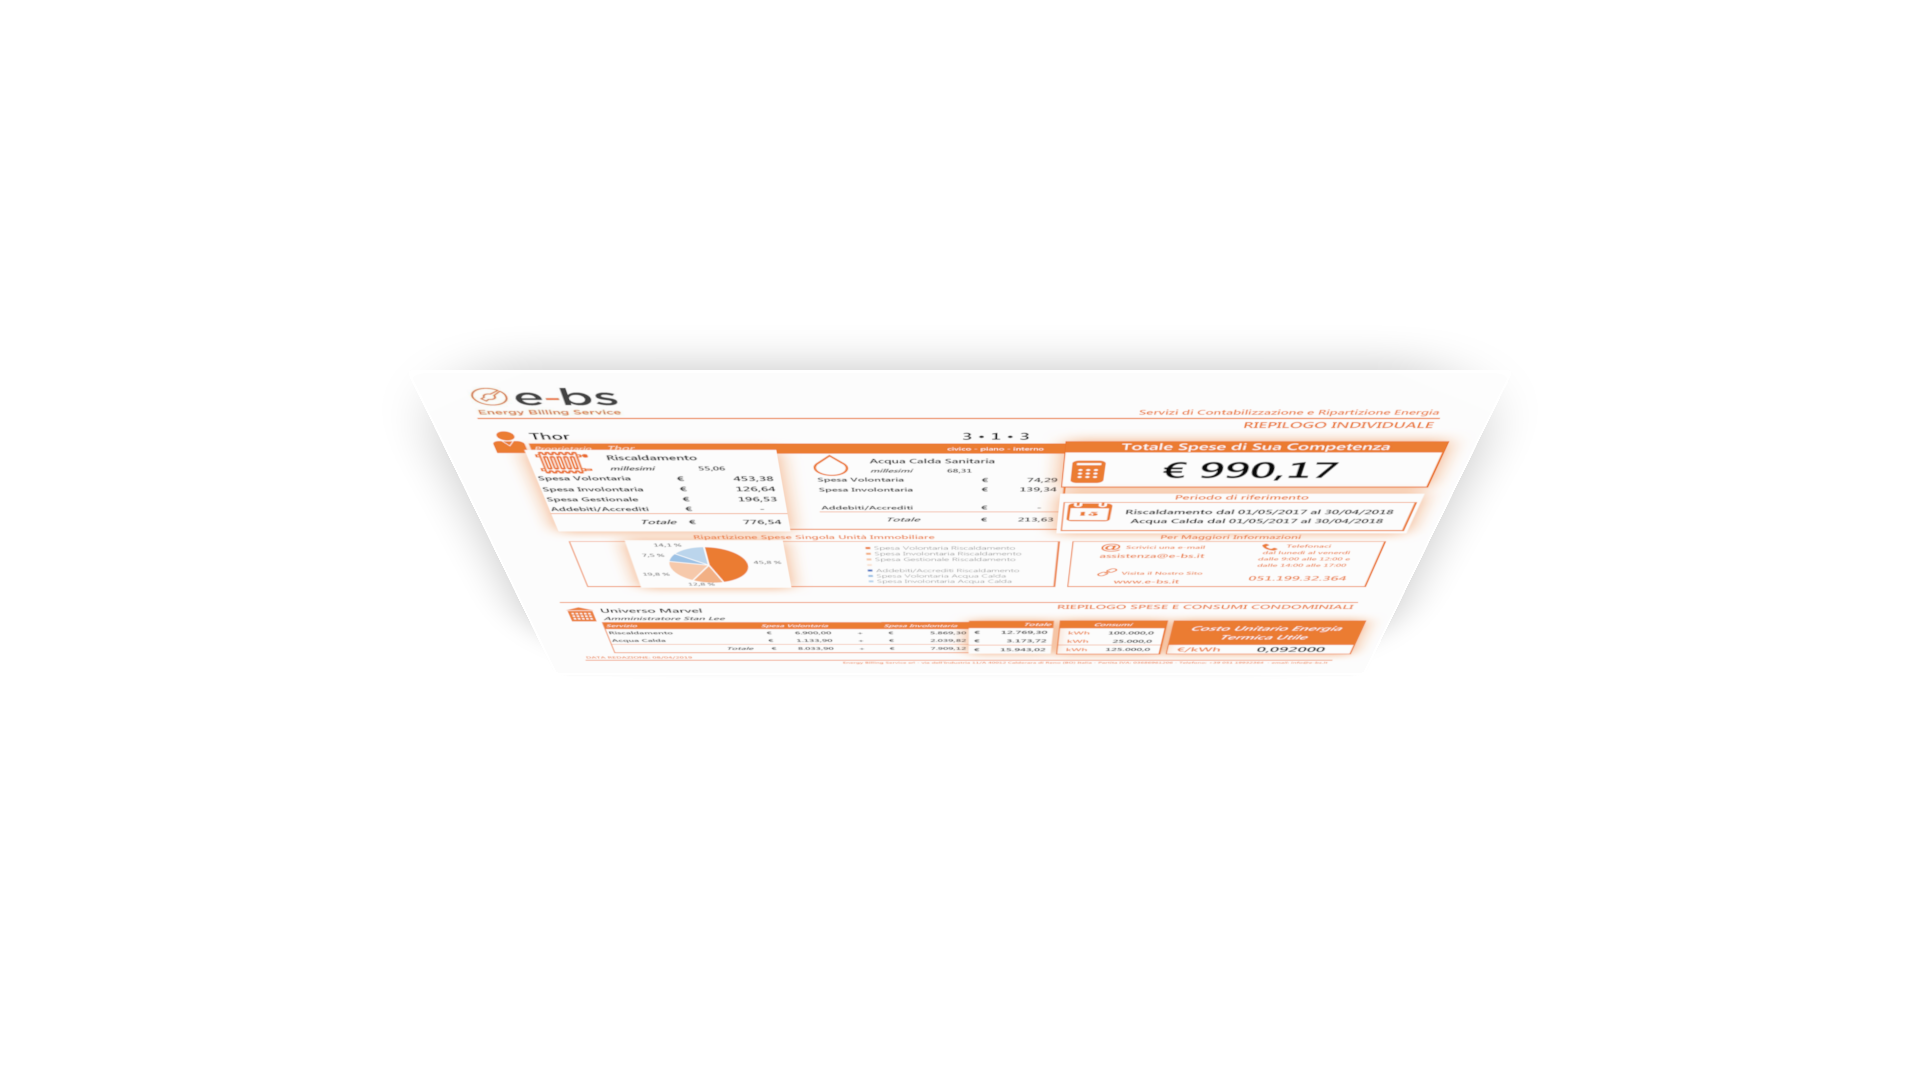 e-bs
Energy Billing Service
Servizi di Contabilizzazione e Ripartizione Energia
RIEPILOGO INDIVIDUALE
Thor
3 • 1 • 3
Proprietario Thor
civico - piano - interno
Riscaldamento
millesimi 55,06
Spesa Volontaria € 453,38
Spesa Involontaria € 126,64
Spesa Gestionale € 196,53
Addebiti/Accrediti € -
Totale € 776,54
Acqua Calda Sanitaria
millesimi 68,31
Spesa Volontaria € 74,29
Spesa Involontaria € 139,34
Addebiti/Accrediti € -
Totale € 213,63
Totale Spese di Sua Competenza
€ 990,17
Periodo di riferimento
15
Riscaldamento dal 01/05/2017 al 30/04/2018
Acqua Calda dal 01/05/2017 al 30/04/2018
Ripartizione Spese Singola Unità Immobiliare
14,1 %
7,5 %
45,8 %
19,8 %
12,8 %
Spesa Volontaria Riscaldamento
Spesa Involontaria Riscaldamento
Spesa Gestionale Riscaldamento
Addebiti/Accrediti Riscaldamento
Spesa Volontaria Acqua Calda
Spesa Involontaria Acqua Calda
Per Maggiori Informazioni
Scrivici una e-mail
assistenza@e-bs.it
Visita il Nostro Sito
www.e-bs.it
Telefonaci
dal lunedì al venerdì
dalle 9:00 alle 12:00 e
dalle 14:00 alle 17:00
051.199.32.364
Universo Marvel
Amministratore Stan Lee
RIEPILOGO SPESE E CONSUMI CONDOMINIALI
Servizio Spesa Volontaria Spesa Involontaria Totale Consumi
Riscaldamento € 6.900,00 + € 5.869,30 € 12.769,30 kWh 100.000,0
Acqua Calda € 1.133,90 + € 2.039,82 € 3.173,72 kWh 25.000,0
Totale € 8.033,90 + € 7.909,12 € 15.943,02 kWh 125.000,0
Costo Unitario Energia
Termica Utile
€/kWh 0,092000